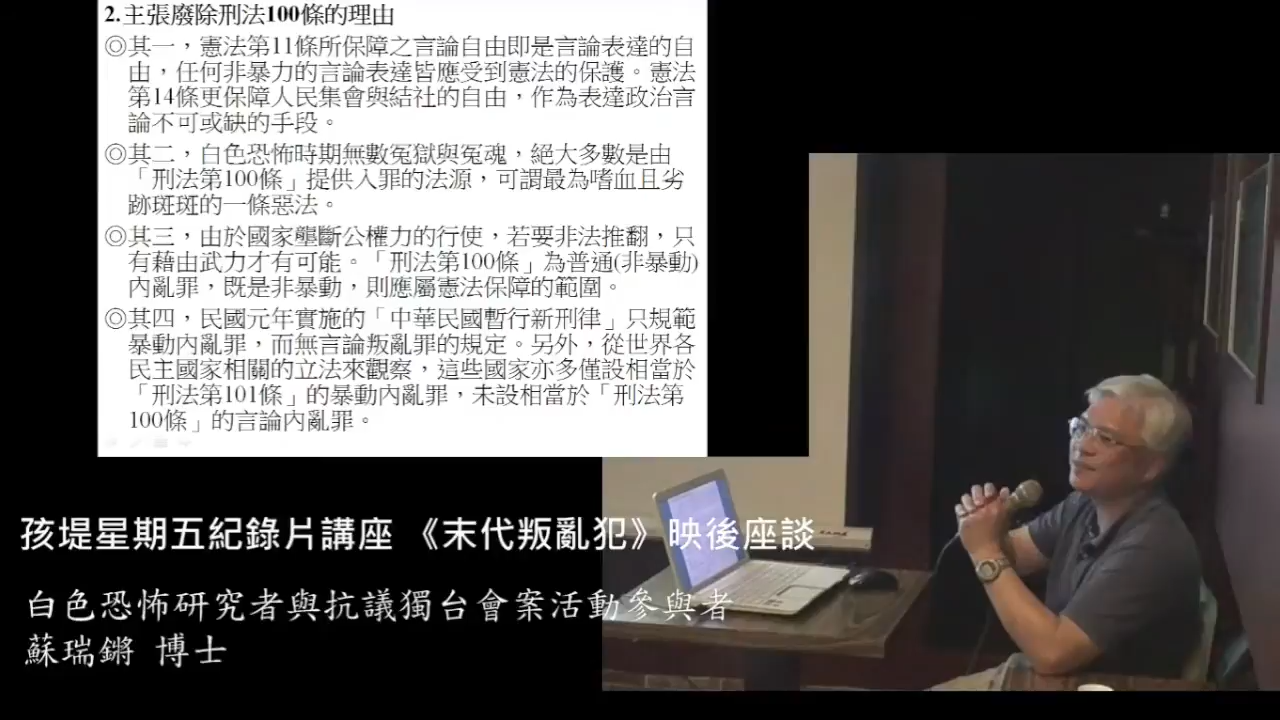 2.主張廢除刑法100條的理由
◎其一，憲法第11條所保障之言論自由即是言論表達的自
由，任何非暴力的言論表達皆應受到憲法的保護。憲法
第14條更保障人民集會與結社的自由，作為表達政治言
論不可或缺的手段。
◎其二，白色恐怖時期無數冤獄與冤魂，絕大多數是由
「刑法第100條」提供入罪的法源，可謂最為嗜血且劣
跡斑斑的一條惡法。
◎其三，由於國家壟斷公權力的行使，若要非法推翻，只
有藉由武力才有可能。「刑法第100條」為普通(非暴動)
內亂罪，既是非暴動，則應屬憲法保障的範圍。
◎其四，民國元年實施的「中華民國暫行新刑律」只規範
暴動內亂罪，而無言論叛亂罪的規定。另外，從世界各
民主國家相關的立法來觀察，這些國家亦多僅設相當於
「刑法第101條」的暴動內亂罪，未設相當於「刑法第
100條」的言論內亂罪。
孩堤星期五紀錄片講座 《末代叛亂犯》映後座談
白色恐怖研究者與抗議獨台會案活動參與者
蘇瑞鏘 博士